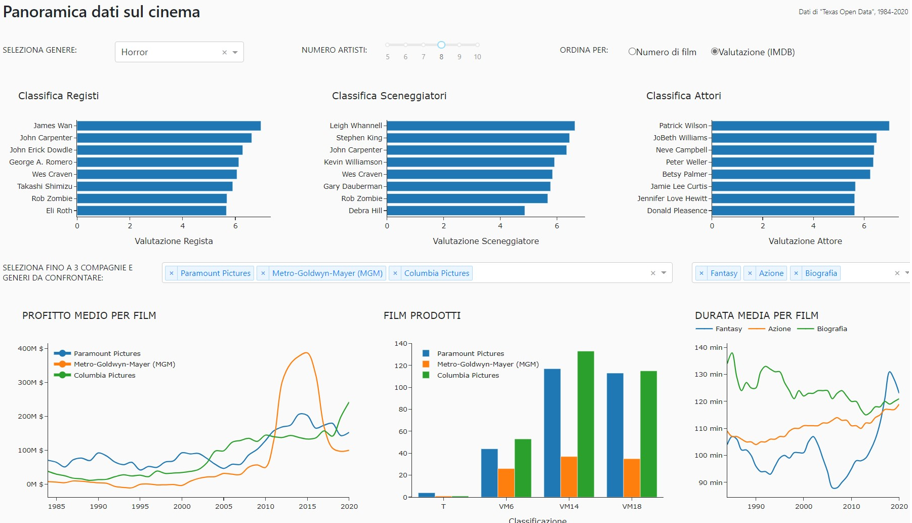 Panoramica dati sul cinema
Dati di "Texas Open Data", 1984-2020
SELEZIONA GENERE:
Horror
NUMERO ARTISTI:
5 6 7 8 9 10
ORDINA PER:
Numero di film
Valutazione (IMDB)
Classifica Registi
James Wan
John Carpenter
John Erick Dowdle
George A. Romero
Wes Craven
Takashi Shimizu
Rob Zombie
Eli Roth
0 2 4 6
Valutazione Regista
Classifica Sceneggiatori
Leigh Whannell
Stephen King
John Carpenter
Kevin Williamson
Wes Craven
Gary Dauberman
Rob Zombie
Debra Hill
0 2 4 6
Valutazione Sceneggiatore
Classifica Attori
Patrick Wilson
JoBeth Williams
Neve Campbell
Peter Weller
Betsy Palmer
Jamie Lee Curtis
Jennifer Love Hewitt
Donald Pleasence
0 2 4 6
Valutazione Attore
SELEZIONA FINO A 3 COMPAGNIE E
GENERI DA CONFRONTARE:
× Paramount Pictures × Metro-Goldwyn-Mayer (MGM) × Columbia Pictures
× Fantasy × Azione × Biografia
PROFITTO MEDIO PER FILM
Paramount Pictures
Metro-Goldwyn-Mayer (MGM)
Columbia Pictures
400M $
300M $
200M $
100M $
0M $
1985 1990 1995 2000 2005 2010 2015 2020
FILM PRODOTTI
Paramount Pictures
Metro-Goldwyn-Mayer (MGM)
Columbia Pictures
140
120
100
80
60
40
20
0
T VM6 VM14 VM18
Classificazione
DURATA MEDIA PER FILM
Fantasy Azione Biografia
140 min
130 min
120 min
110 min
100 min
90 min
1990 2000 2010 2020